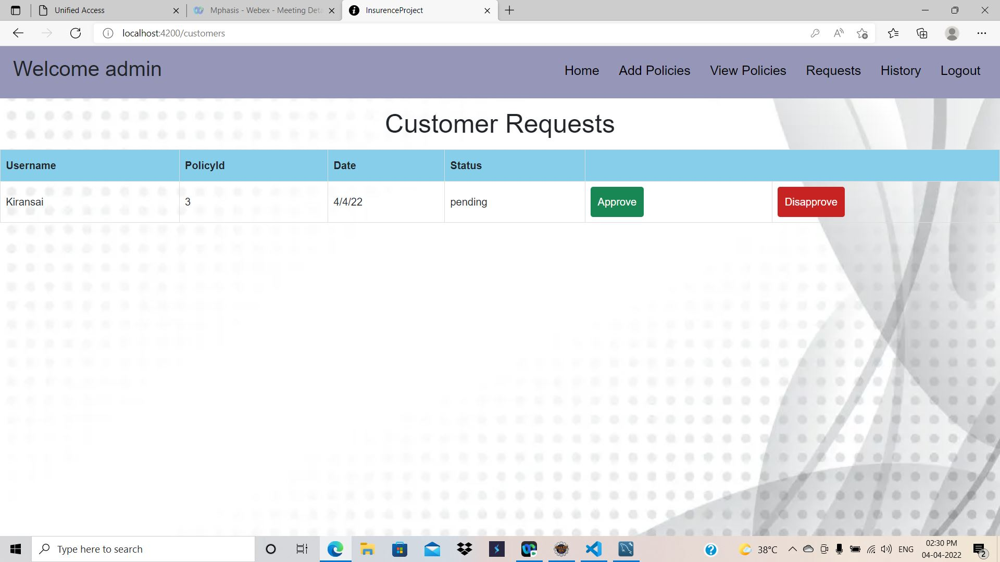 Unified Access
Mphasis - Webex - Meeting Deta
InsurenceProject
localhost:4200/customers
Welcome admin
Home Add Policies View Policies Requests History Logout
Customer Requests
Username PolicyId Date Status
Kiransai 3 4/4/22 pending Approve Disapprove
Type here to search
38°C
ENG
02:30 PM
04-04-2022
2